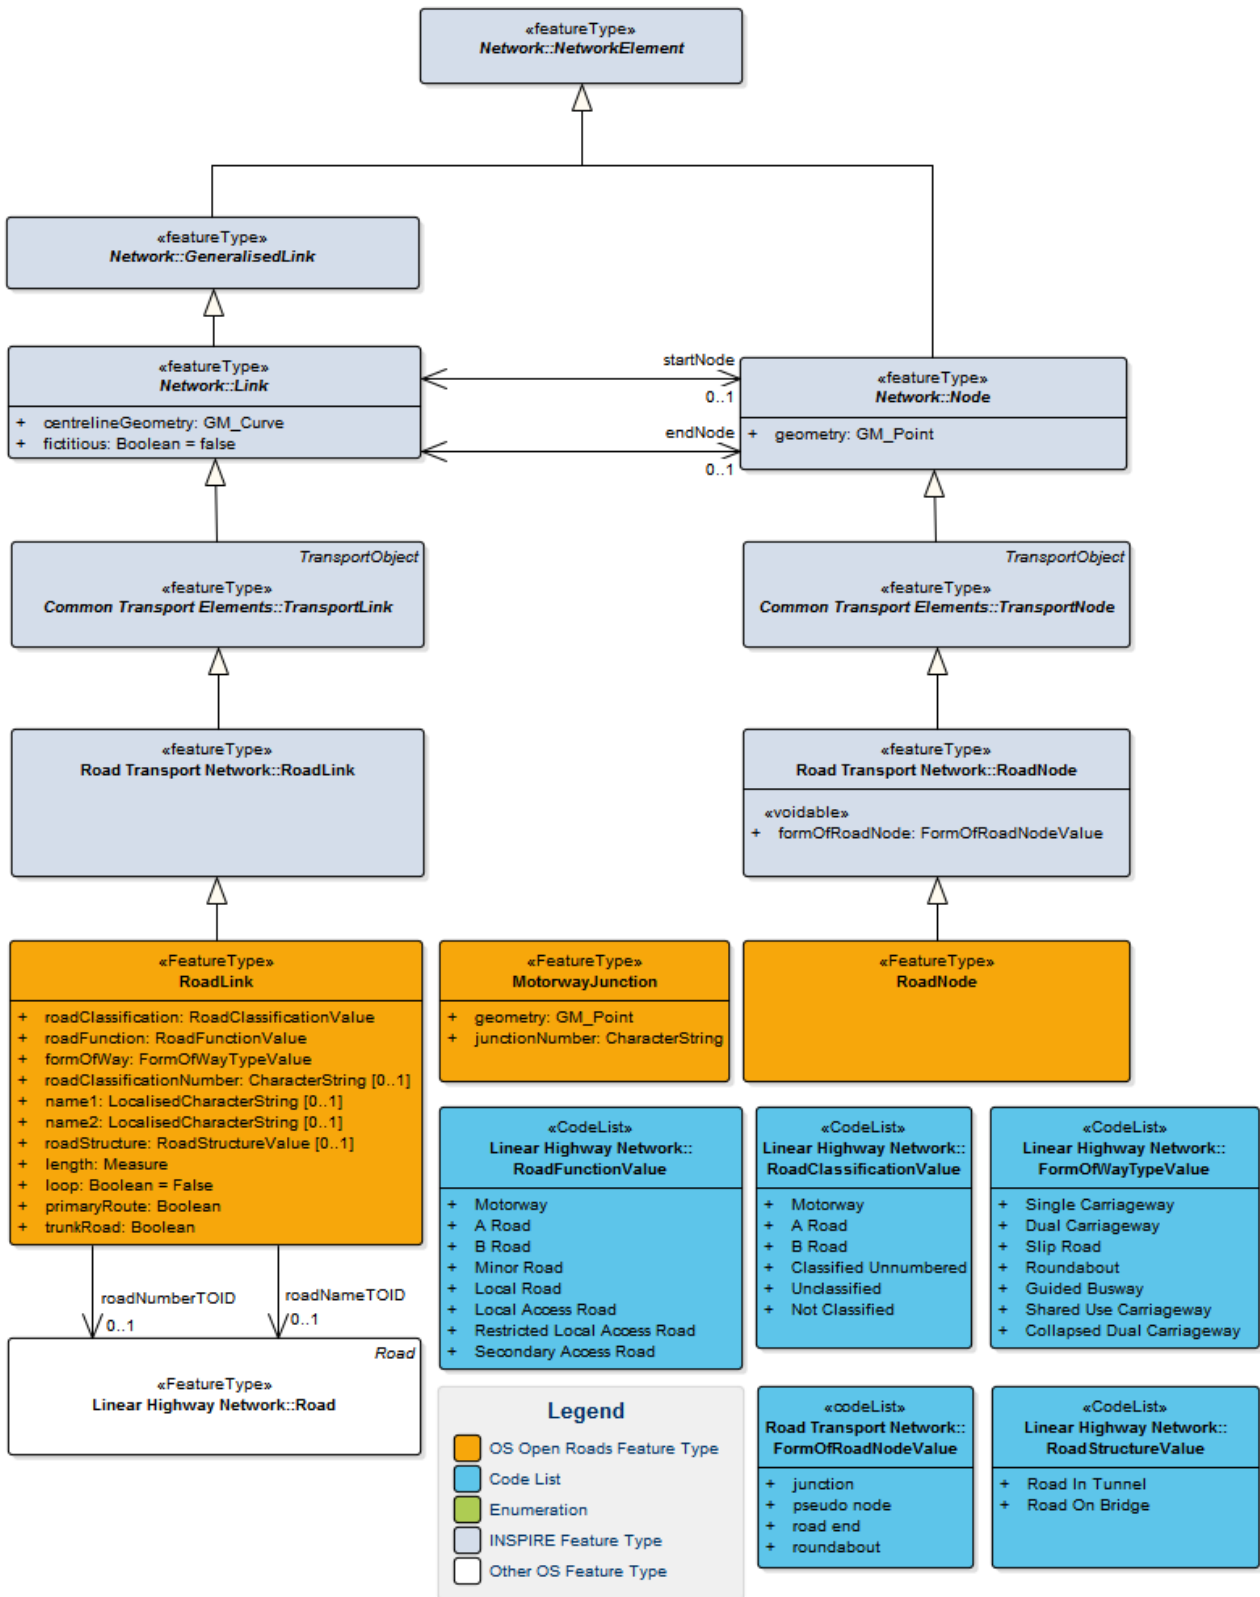 «featureType»
Network::NetworkElement
«featureType»
Network::GeneralisedLink
«featureType»
Network::Link
+ centrelineGeometry: GM_Curve
+ fictitious: Boolean = false
startNode
0..1
endNode
0..1
«featureType»
Network::Node
+ geometry: GM_Point
TransportObject
«featureType»
Common Transport Elements::TransportLink
TransportObject
«featureType»
Common Transport Elements::TransportNode
«featureType»
Road Transport Network::RoadLink
«featureType»
Road Transport Network::RoadNode
«voidable»
+ formOfRoadNode: FormOfRoadNodeValue
«FeatureType»
RoadLink
+ roadClassification: RoadClassificationValue
+ roadFunction: RoadFunctionValue
+ formOfWay: FormOfWayTypeValue
+ roadClassificationNumber: CharacterString [0..1]
+ name1: LocalisedCharacterString [0..1]
+ name2: LocalisedCharacterString [0..1]
+ roadStructure: RoadStructureValue [0..1]
+ length: Measure
+ loop: Boolean = False
+ primaryRoute: Boolean
+ trunkRoad: Boolean
«FeatureType»
MotorwayJunction
+ geometry: GM_Point
+ junctionNumber: CharacterString
«FeatureType»
RoadNode
roadNumberTOID
0..1
roadNameTOID
0..1
Road
«FeatureType»
Linear Highway Network::Road
«CodeList»
Linear Highway Network::
RoadFunctionValue
+ Motorway
+ A Road
+ B Road
+ Minor Road
+ Local Road
+ Local Access Road
+ Restricted Local Access Road
+ Secondary Access Road
«CodeList»
Linear Highway Network::
RoadClassificationValue
+ Motorway
+ A Road
+ B Road
+ Classified Unnumbered
+ Unclassified
+ Not Classified
«CodeList»
Linear Highway Network::
FormOfWayTypeValue
+ Single Carriageway
+ Dual Carriageway
+ Slip Road
+ Roundabout
+ Guided Busway
+ Shared Use Carriageway
+ Collapsed Dual Carriageway
Legend
OS Open Roads Feature Type
Code List
Enumeration
INSPIRE Feature Type
Other OS Feature Type
«codeList»
Road Transport Network::
FormOfRoadNodeValue
+ junction
+ pseudo node
+ road end
+ roundabout
«CodeList»
Linear Highway Network::
RoadStructureValue
+ Road In Tunnel
+ Road On Bridge